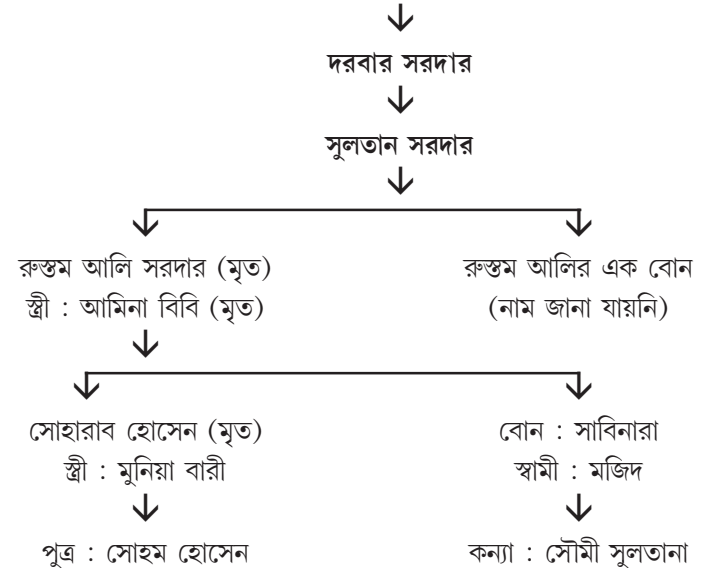 দরবার সরদার
সুলতান সরদার
রুস্তম আলি সরদার (মৃত)
স্ত্রী : আমিনা বিবি (মৃত)
রুস্তম আলির এক বোন
(নাম জানা যায়নি)
সোহারাব হোসেন (মৃত)
স্ত্রী : মুনিয়া বারী
বোন : সাবিনারা
স্বামী : মজিদ
পুত্র : সোহম হোসেন
কন্যা : সৌমী সুলতানা